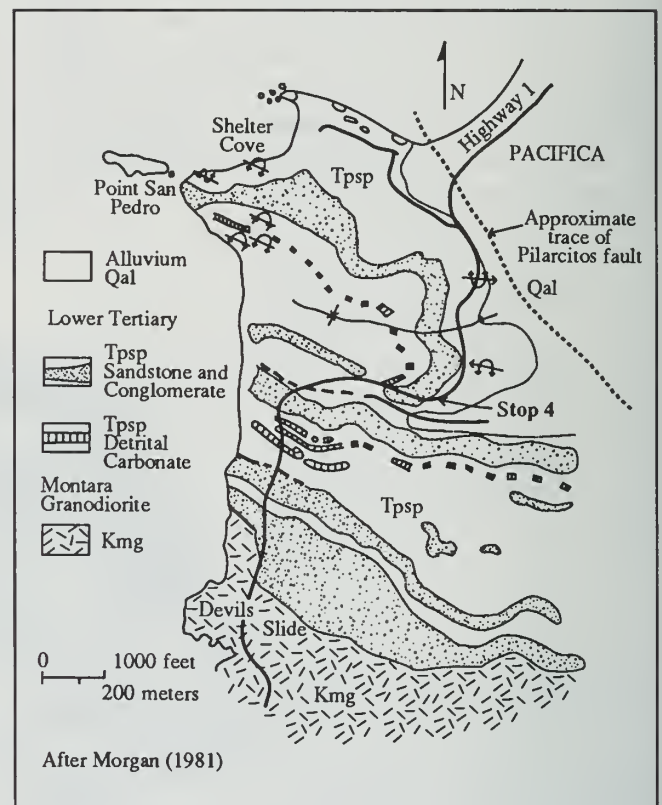 N
Highway 1
Shelter
Cove
PACIFICA
Point San
Pedro
Tpsp
Approximate
trace of
Pilarcitos fault
Qal
Alluvium
Qal
Lower Tertiary
Tpsp
Sandstone and
Conglomerate
Stop 4
Tpsp
Detrital
Carbonate
Montara
Granodiorite
Tpsp
Kmg
Devils
Slide
0 1000 feet
200 meters
Kmg
After Morgan (1981)